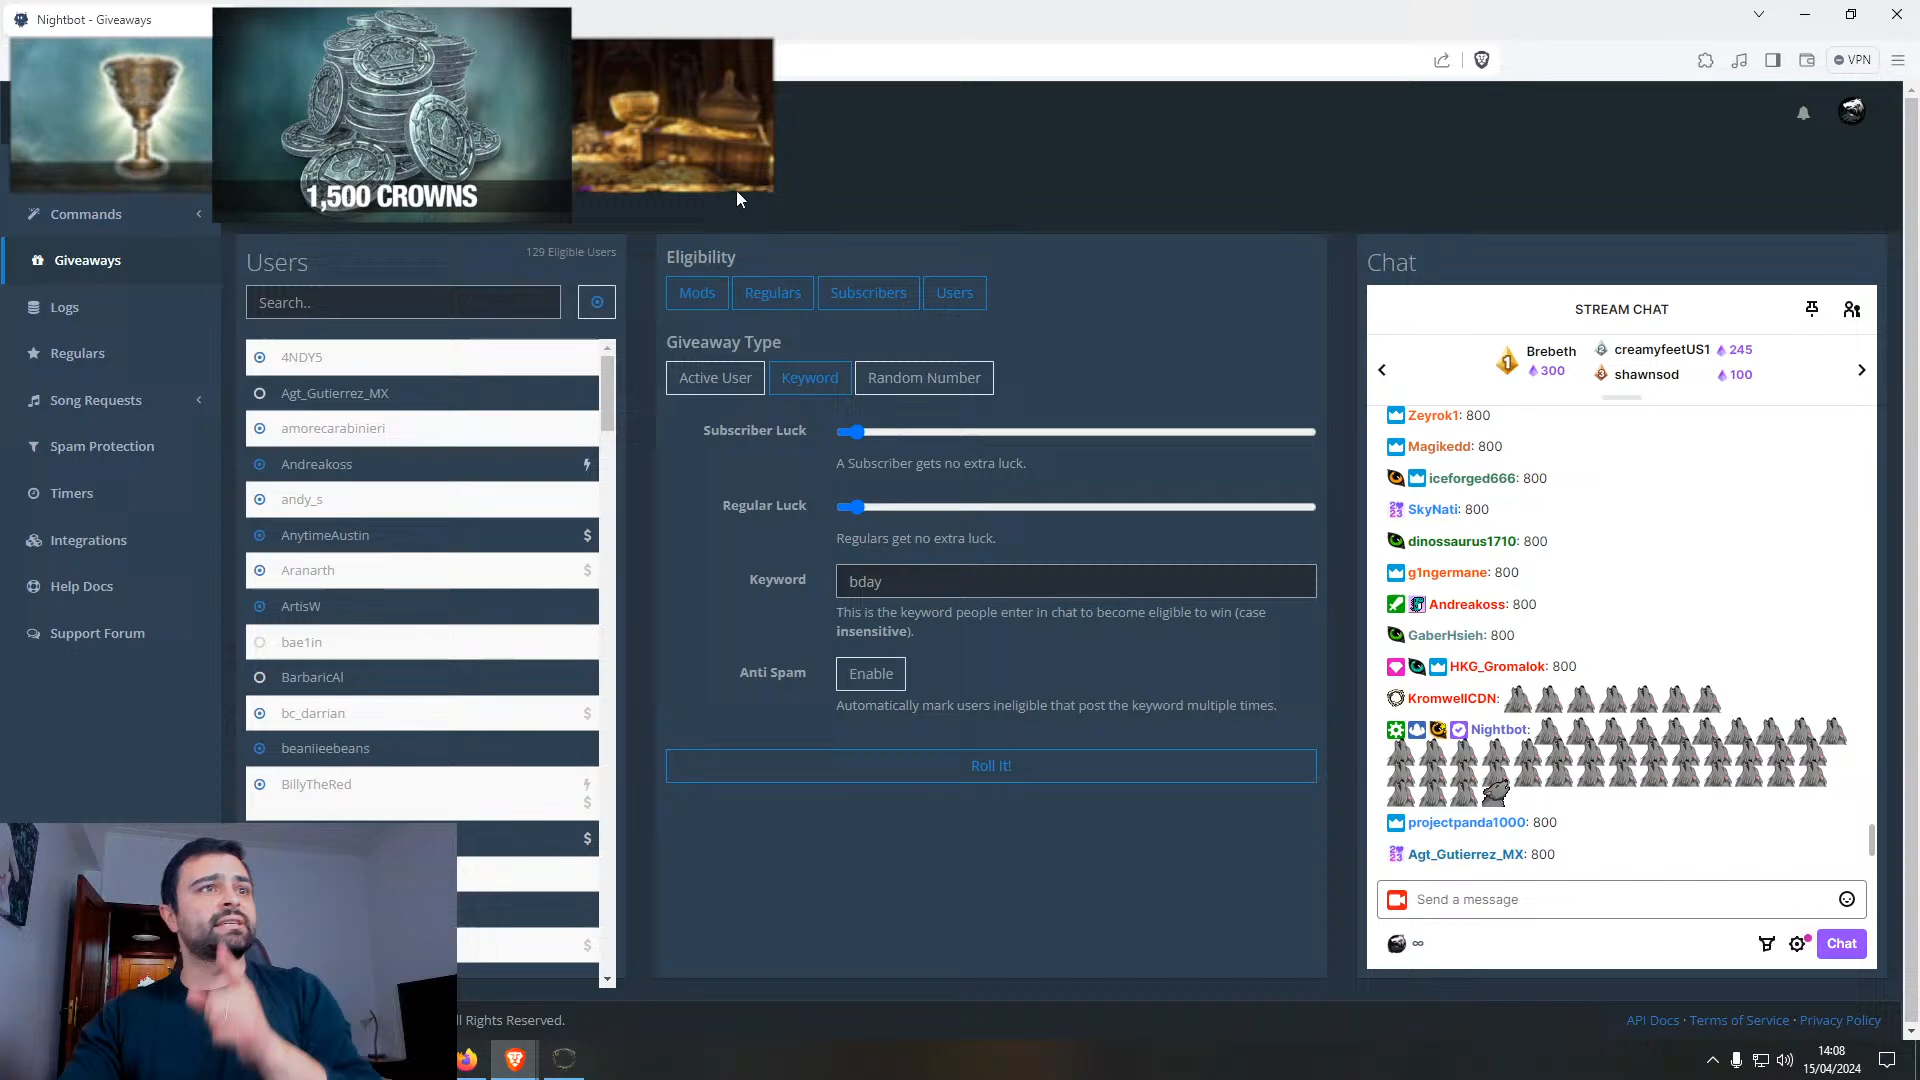 Nightbot - Giveaways
VPN
1,500 CROWNS
Commands
Giveaways
Logs
Regulars
Song Requests
Spam Protection
Timers
Integrations
Help Docs
Support Forum
Users
129 Eligible Users
Search..
4NDY5
Agt_Gutierrez_MX
amorecarabinieri
Andreakoss
andy_s
AnytimeAustin
$
Aranarth
$
ArtisW
bae1in
BarbaricAl
bc_darrian
$
beaniieebeans
BillyTheRed
$
$
$
Eligibility
Mods
Regulars
Subscribers
Users
Giveaway Type
Active User
Keyword
Random Number
Subscriber Luck
A Subscriber gets no extra luck.
Regular Luck
Regulars get no extra luck.
Keyword
bday
This is the keyword people enter in chat to become eligible to win (case
insensitive).
Anti Spam
Enable
Automatically mark users ineligible that post the keyword multiple times.
Roll It!
Chat
STREAM CHAT
1 Brebeth
300
2 creamyfeetUS1 245
3 shawnsod 100
Zeyrok1: 800
Magikedd: 800
iceforged666: 800
SkyNati: 800
dinossaurus1710: 800
g1ngermane: 800
Andreakoss: 800
GaberHsieh: 800
HKG_Gromalok: 800
KromwellCDN:
Nightbot:
projectpanda1000: 800
Agt_Gutierrez_MX: 800
Send a message
∞
Chat
ll Rights Reserved.
API Docs · Terms of Service · Privacy Policy
14:08
15/04/2024